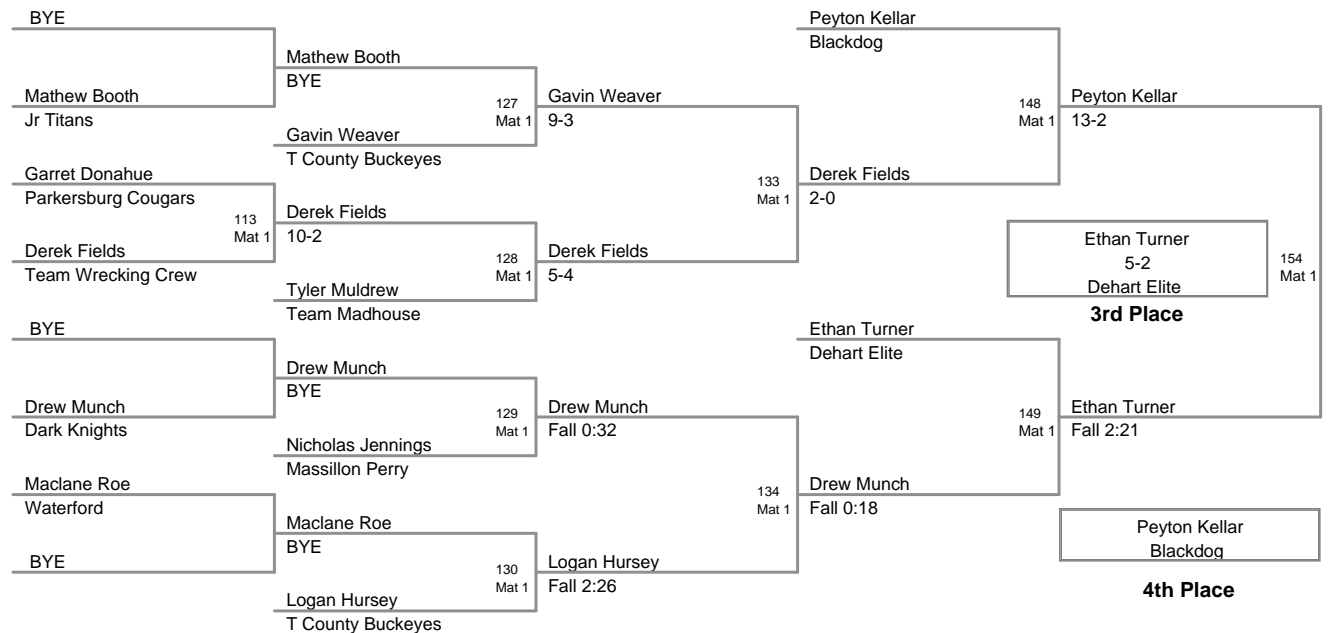 BYE
Mathew Booth
Jr Titans
Garret Donahue
Parkersburg Cougars
113
Mat 1
Derek Fields
Team Wrecking Crew
BYE
Drew Munch
Dark Knights
Maclane Roe
Waterford
BYE
Mathew Booth
BYE
127
Mat 1
Gavin Weaver
T County Buckeyes
Derek Fields
10-2
128
Mat 1
Tyler Muldrew
Team Madhouse
Drew Munch
BYE
129
Mat 1
Nicholas Jennings
Massillon Perry
Maclane Roe
BYE
130
Mat 1
Logan Hursey
T County Buckeyes
Gavin Weaver
9-3
133
Mat 1
Derek Fields
5-4
Drew Munch
Fall 0:32
134
Mat 1
Logan Hursey
Fall 2:26
Peyton Kellar
Blackdog
148
Mat 1
Derek Fields
2-0
Ethan Turner
Dehart Elite
149
Mat 1
Drew Munch
Fall 0:18
Peyton Kellar
13-2
Ethan Turner
5-2
Dehart Elite
3rd Place
154
Mat 1
Ethan Turner
Fall 2:21
Peyton Kellar
Blackdog
4th Place